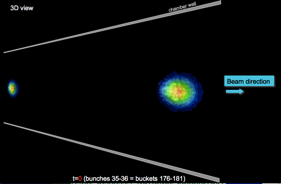 3D view
chamber wall
Beam direction
t=0 (bunches 35-36 = buckets 176-181)